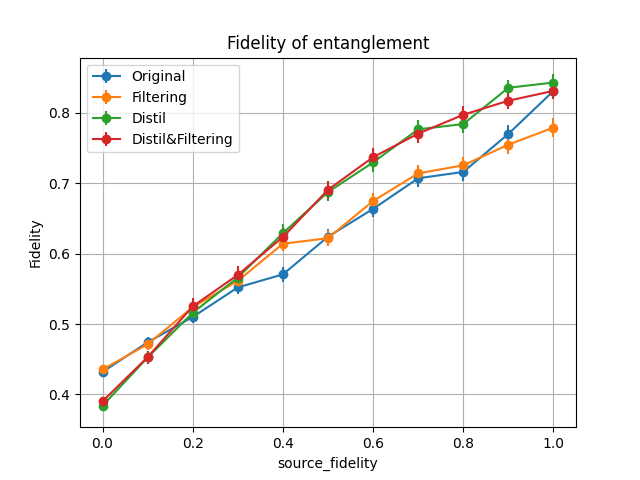 Fidelity of entanglement
Original
Filtering
Distil
Distil&Filtering
Fidelity
0.8
0.7
0.6
0.5
0.4
0.0 0.2 0.4 0.6 0.8 1.0
source_fidelity